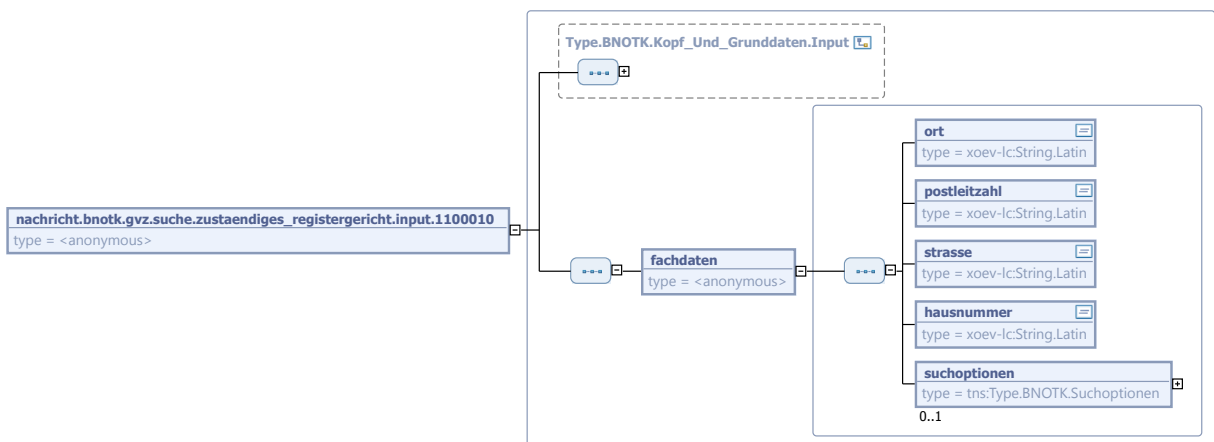 Type.BNOTK.Kopf_Und_Grunddaten.Input
ort
type = xoev-lc:String.Latin
postleitzahl
type = xoev-lc:String.Latin
nachricht.bnotk.gvz.suche.zustaendiges_registergericht.input.1100010
type = <anonymous>
fachdaten
type = <anonymous>
strasse
type = xoev-lc:String.Latin
hausnummer
type = xoev-lc:String.Latin
suchoptionen
type = tns:Type.BNOTK.Suchoptionen
0..1